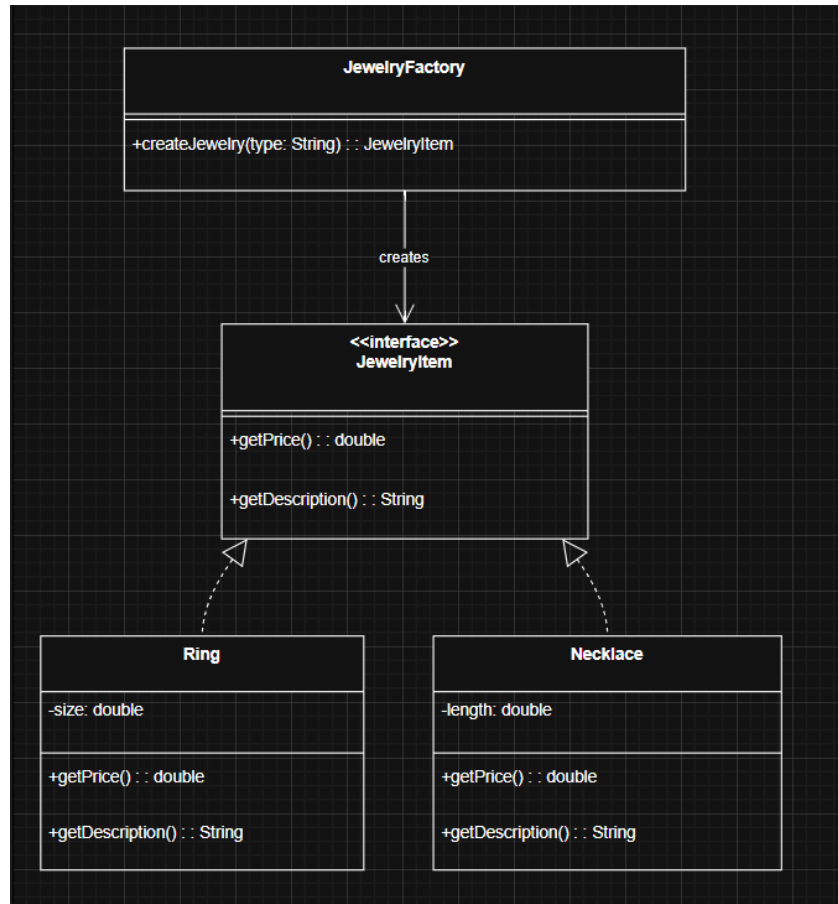 JewelryFactory
+createJewelry(type: String) : : JewelryItem
creates
<<interface>>
JewelryItem
+getPrice() : : double
+getDescription() : : String
Ring
-size: double
+getPrice() : : double
+getDescription() : : String
Necklace
-length: double
+getPrice() : : double
+getDescription() : : String